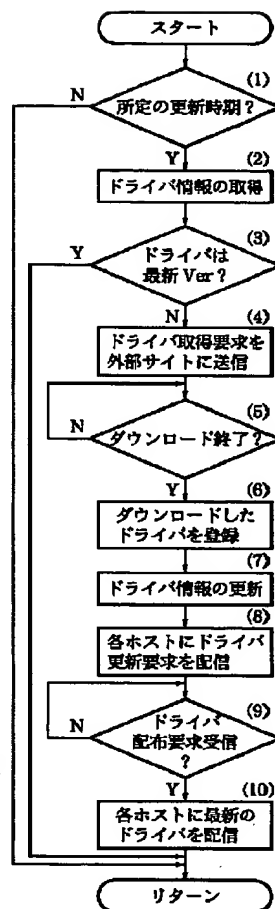 スタート
(1)
N
所定の更新時期?
Y
(2)
ドライバ情報の取得
(3)
Y
ドライバは
最新 Ver?
N
(4)
ドライバ取得要求を
外部サイトに送信
(5)
N
ダウンロード終了?
Y
(6)
ダウンロードした
ドライバを登録
(7)
ドライバ情報の更新
(8)
各ホストにドライバ
更新要求を配信
(9)
N
ドライバ
配布要求受信
?
Y
(10)
各ホストに最新の
ドライバを配信
リターン